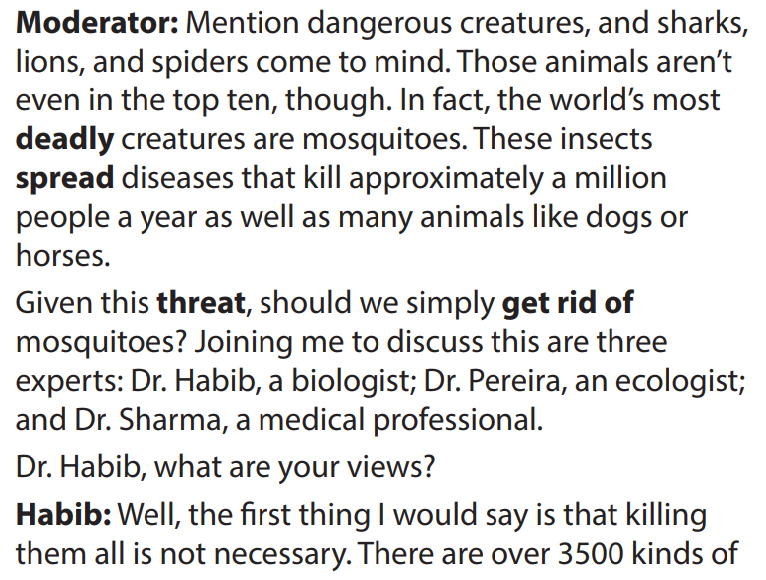 Moderator: Mention dangerous creatures, and sharks,
lions, and spiders come to mind. Those animals aren’t
even in the top ten, though. In fact, the world’s most
deadly creatures are mosquitoes. These insects
spread diseases that kill approximately a million
people a year as well as many animals like dogs or
horses.
Given this threat, should we simply get rid of
mosquitoes? Joining me to discuss this are three
experts: Dr. Habib, a biologist; Dr. Pereira, an ecologist;
and Dr. Sharma, a medical professional.
Dr. Habib, what are your views?
Habib: Well, the first thing I would say is that killing
them all is not necessary. There are over 3500 kinds of